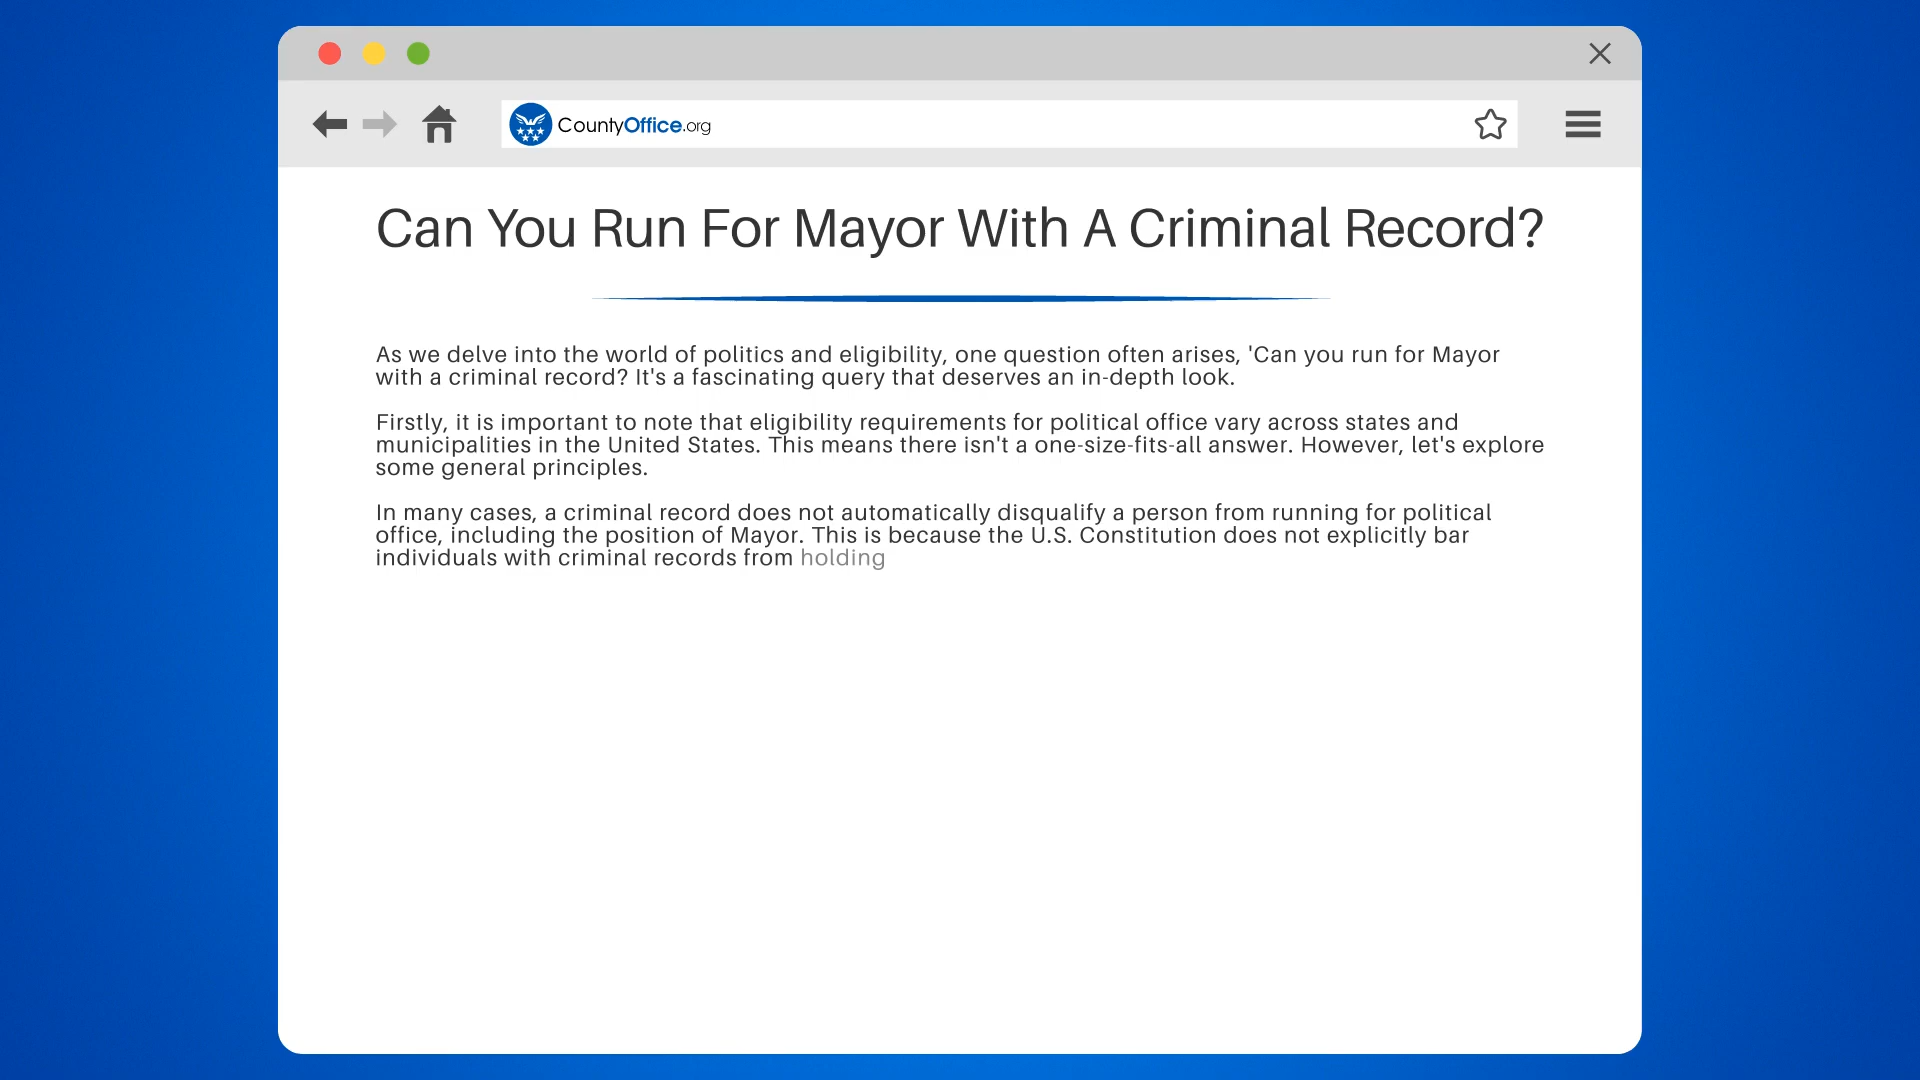 CountyOffice.org
Can You Run For Mayor With A Criminal Record?
As we delve into the world of politics and eligibility, one question often arises, 'Can you run for Mayor
with a criminal record? It's a fascinating query that deserves an in-depth look.
Firstly, it is important to note that eligibility requirements for political office vary across states and
municipalities in the United States. This means there isn't a one-size-fits-all answer. However, let's explore
some general principles.
In many cases, a criminal record does not automatically disqualify a person from running for political
office, including the position of Mayor. This is because the U.S. Constitution does not explicitly bar
individuals with criminal records from holding